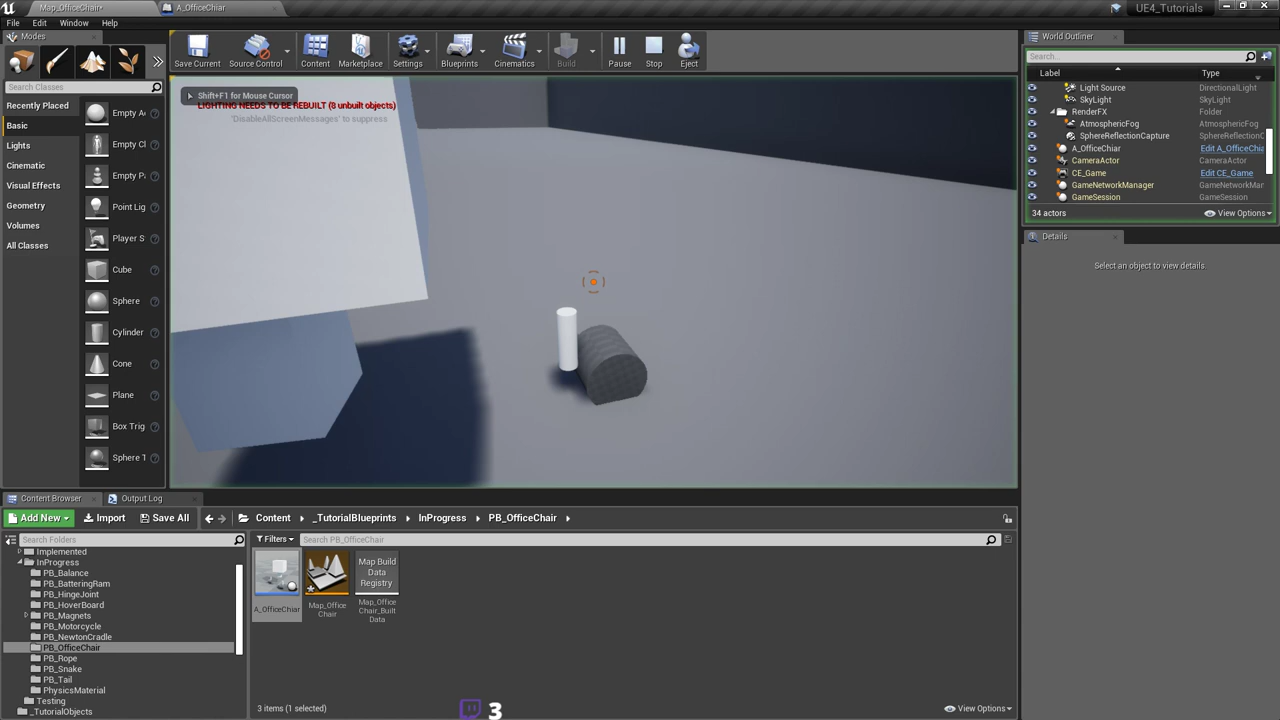 Map_OfficeChair*
A_OfficeChiar
UE4_Tutorials
File Edit Window Help
Modes
Search Classes
Recently Placed
Basic
Lights
Cinematic
Visual Effects
Geometry
Volumes
All Classes
Empty A
Empty Cl
Empty P
Point Lig
Player S
Cube
Sphere
Cylinder
Cone
Plane
Box Trig
Sphere T
Save Current
Source Control
Content
Marketplace
Settings
Blueprints
Cinematics
Build
Pause
Stop
Eject
Shift+F1 for Mouse Cursor
LIGHTING NEEDS TO BE REBUILT (8 unbuilt objects)
'DisableAllScreenMessages' to suppress
World Outliner
Search...
Label Type
Light Source DirectionalLight
SkyLight SkyLight
RenderFX Folder
AtmosphericFog AtmosphericFog
SphereReflectionCapture SphereReflectionC
A_OfficeChiar Edit A_OfficeChia
CameraActor CameraActor
CE_Game Edit CE_Game
GameNetworkManager GameNetworkMar
GameSession GameSession
34 actors
View Options
Details
Select an object to view details
Content Browser
Output Log
Add New Import Save All
Content _TutorialBlueprints InProgress PB_OfficeChair
Search Folders
Filters
Search PB_OfficeChair
Implemented
InProgress
PB_Balance
PB_BatteringRam
PB_HingeJoint
PB_HoverBoard
PB_Magnets
PB_Motorcycle
PB_NewtonCradle
PB_OfficeChair
PB_Rope
PB_Snake
PB_Tail
PhysicsMaterial
Testing
_TutorialObjects
A_OfficeChiar
Map_Office
Chair
Map Build
Data
Registry
Map_Office
Chair_Built
Data
3 items (1 selected)
View Options
3